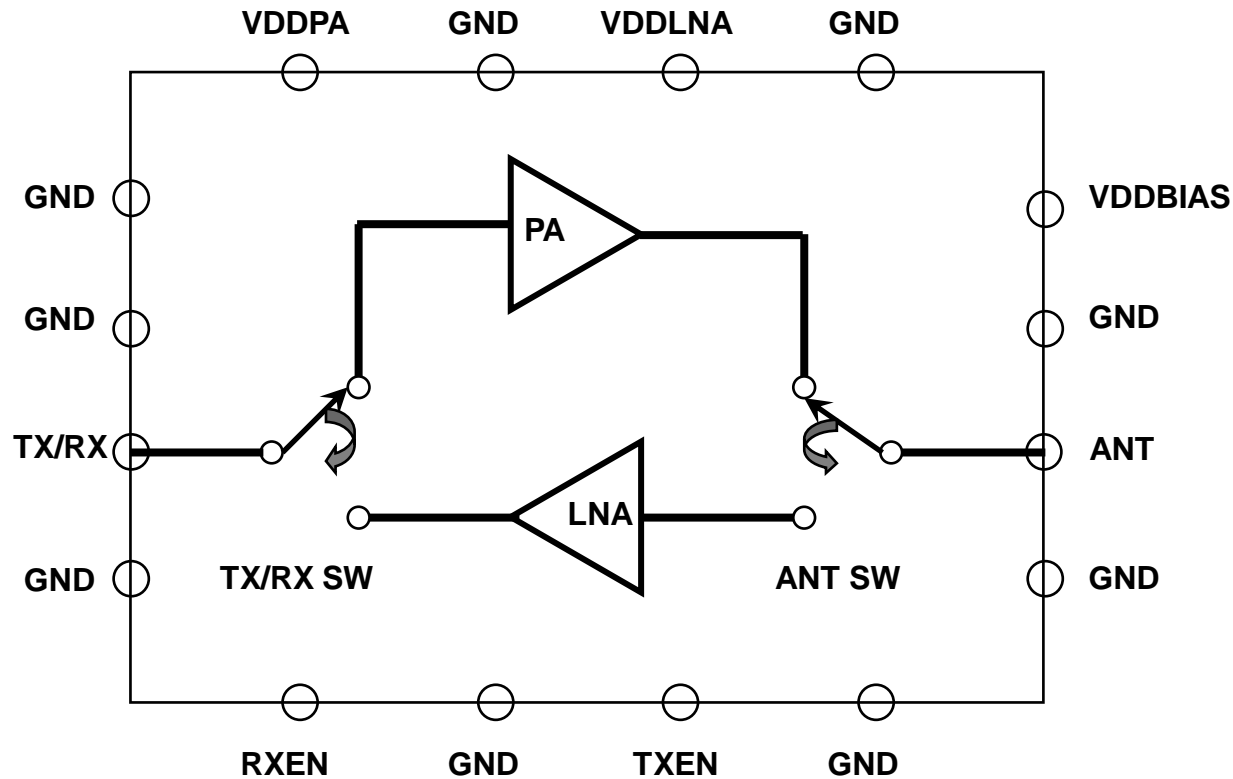 VDDPA
GND
VDDLNA
GND
GND
VDDBIAS
PA
GND
GND
TX/RX
ANT
LNA
GND
TX/RX SW
ANT SW
GND
RXEN
GND
TXEN
GND